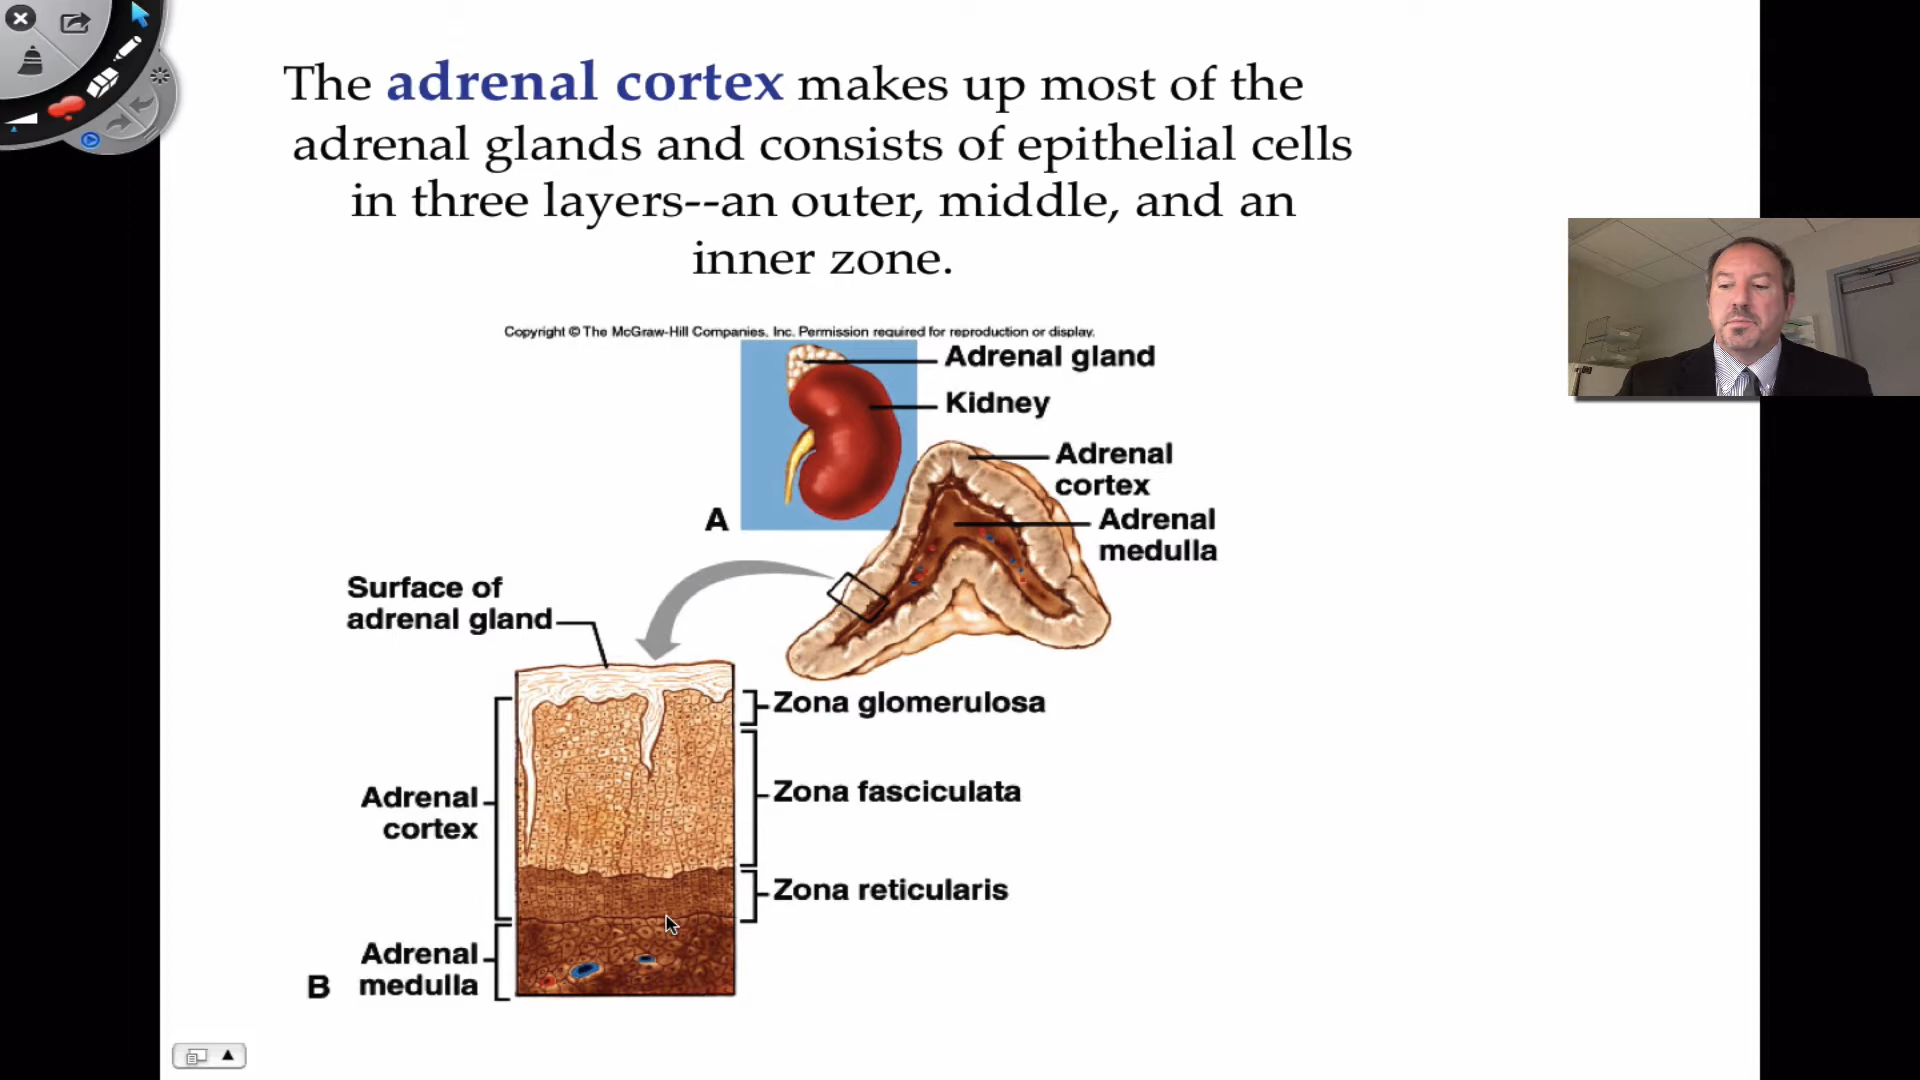 The adrenal cortex makes up most of the
adrenal glands and consists of epithelial cells
in three layers--an outer, middle, and an
inner zone.
Copyright © The McGraw-Hill Companies, Inc. Permission required for reproduction or display.
Adrenal gland
Kidney
Adrenal
cortex
Adrenal
medulla
A
Surface of
adrenal gland
Zona glomerulosa
Zona fasciculata
Zona reticularis
Adrenal
cortex
Adrenal
medulla
B